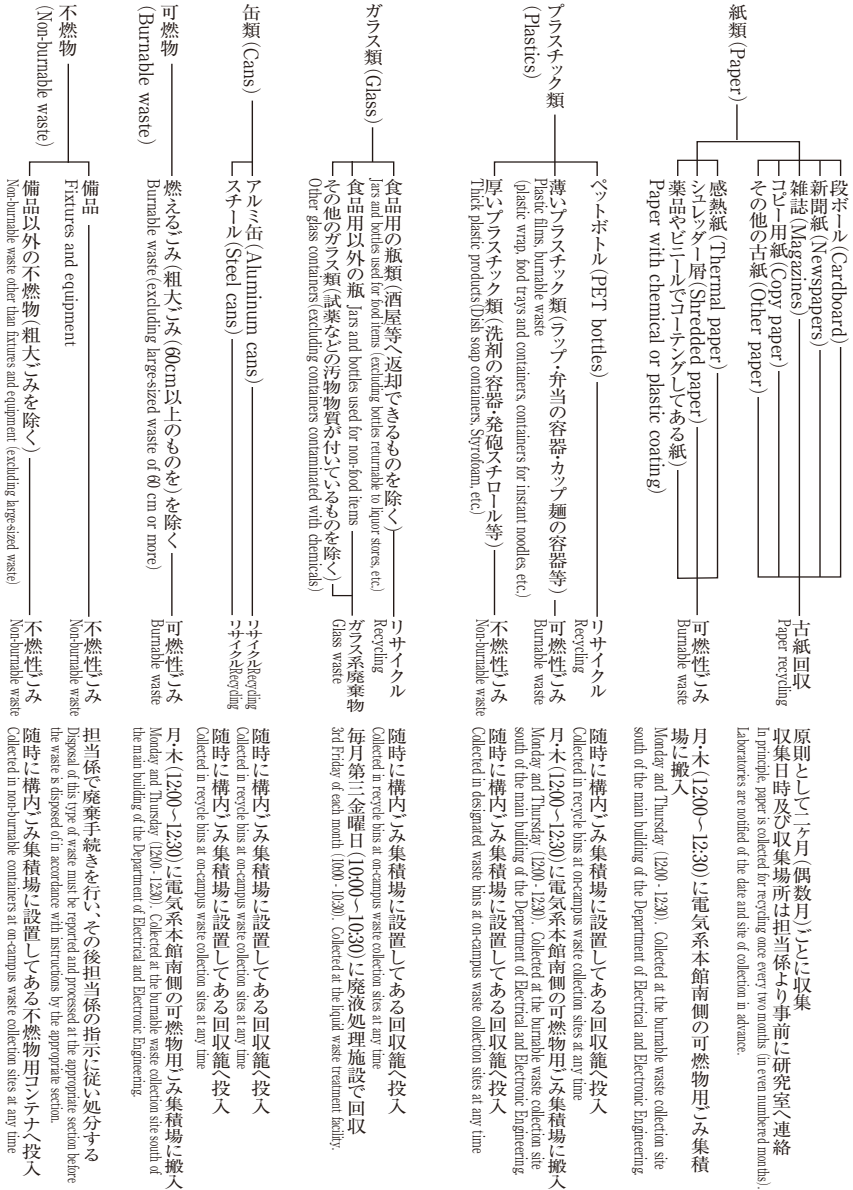 紙類(Paper)
段ボール(Cardboard)
新聞紙(Newspapers)
雑誌(Magazines)
コピー用紙(Copy paper)
その他の古紙(Other paper)
古紙回収
Paper recycling
原則として二ヶ月(偶数月)ごとに収集
収集日時及び収集場所は担当係より事前に研究室へ連絡
In principle, paper is collected for recycling once every two months (in even numbered months).
Laboratories are notified of the date and site of collection in advance.
感熱紙(Thermal paper)
シュレッダー屑(Shredded paper)
薬品やビニールでコーテングしてある紙)
Paper with chemical or plastic coating)
可燃性ごみ
Burnable waste
月・木(12:00〜12:30)に電気系本館南側の可燃物用ごみ集積
場に搬入
Monday and Thursday (12:00 - 12:30). Collected at the burnable waste collection site
south of the main building of the Department of Electrical and Electronic Engineering
プラスチック類
(Plastics)
ペットボトル(PET bottles)
リサイクル
Recycling
随時に構内ごみ集積場に設置してある回収籠へ投入
Collected in recycle bins at on-campus waste collection sites at any time
薄いプラスチック類(ラップ・弁当の容器・カップ麺の容器等)
Plastic films, burnable waste
(plastic wrap, food trays and containers, containers for instant noodles, etc.)
可燃性ごみ
Burnable waste
月・木(12:00〜12:30)に電気系本館南側の可燃物用ごみ集積場に搬入
Monday and Thursday (12:00 - 12:30). Collected at the burnable waste collection site
south of the main building of the Department of Electrical and Electronic Engineering
厚いプラスチック類(洗剤の容器・発砲スチロール等)
Thick plastic products(Dish soap containers, Styrofoam, etc.)
不燃性ごみ
Non-burnable waste
随時に構内ごみ集積場に設置してある回収籠へ投入
Collected in designated waste bins at on-campus waste collection sites at any time
ガラス類(Glass)
食品用の瓶類(酒屋等へ返却できるものを除く)
Jars and bottles used for food items (excluding bottles returnable to liquor stores, etc.)
リサイクル
Recycling
随時に構内ごみ集積場に設置してある回収籠へ投入
Collected in recycle bins at on-campus waste collection sites at any time
食品用以外の瓶 Jars and bottles used for non-food items
その他のガラス類(試薬などの汚物物質が付いているものを除く)
Other glass containers(excluding containers contaminated with chemicals)
ガラス系廃棄物
Glass waste
毎月第三金曜日(10:00〜10:30)に廃液処理施設で回収
3rd Friday of each month (10:00 - 10:30). Collected at the liquid waste treatment facility.
缶類(Cans)
アルミ缶(Aluminum cans)
リサイクルRecycling
随時に構内ごみ集積場に設置してある回収籠へ投入
Collected in recycle bins at on-campus waste collection sites at any time
スチール(Steel cans)
リサイクルRecycling
随時に構内ごみ集積場に設置してある回収籠へ投入
Collected in recycle bins at on-campus waste collection sites at any time
可燃物
(Burnable waste)
燃えるごみ(粗大ごみ(60cm以上のものを)を除く
Burnable waste(excluding large-sized waste of 60 cm or more)
可燃性ごみ
Burnable waste
月・木(12:00〜12:30)に電気系本館南側の可燃物用ごみ集積場に搬入
Monday and Thursday (12:00 - 12:30). Collected at the burnable waste collection site south of
the main building of the Department of Electrical and Electronic Engineering.
不燃物
(Non-burnable waste)
備品
Fixtures and equipment
不燃性ごみ
Non-burnable waste
担当係で廃棄手続きを行い、その後担当係の指示に従い処分する
Disposal of this type of waste must be reported and processed at the appropriate section before
the waste is disposed of in accordance with instructions by the appropriate section.
備品以外の不燃物(粗大ごみを除く)
Non-burnable waste other than fixtures and equipment (excluding large-sized waste)
不燃性ごみ
Non-burnable waste
随時に構内ごみ集積場に設置してある不燃物用コンテナへ投入
Collected in non-burnable containers at on-campus waste collection sites at any time